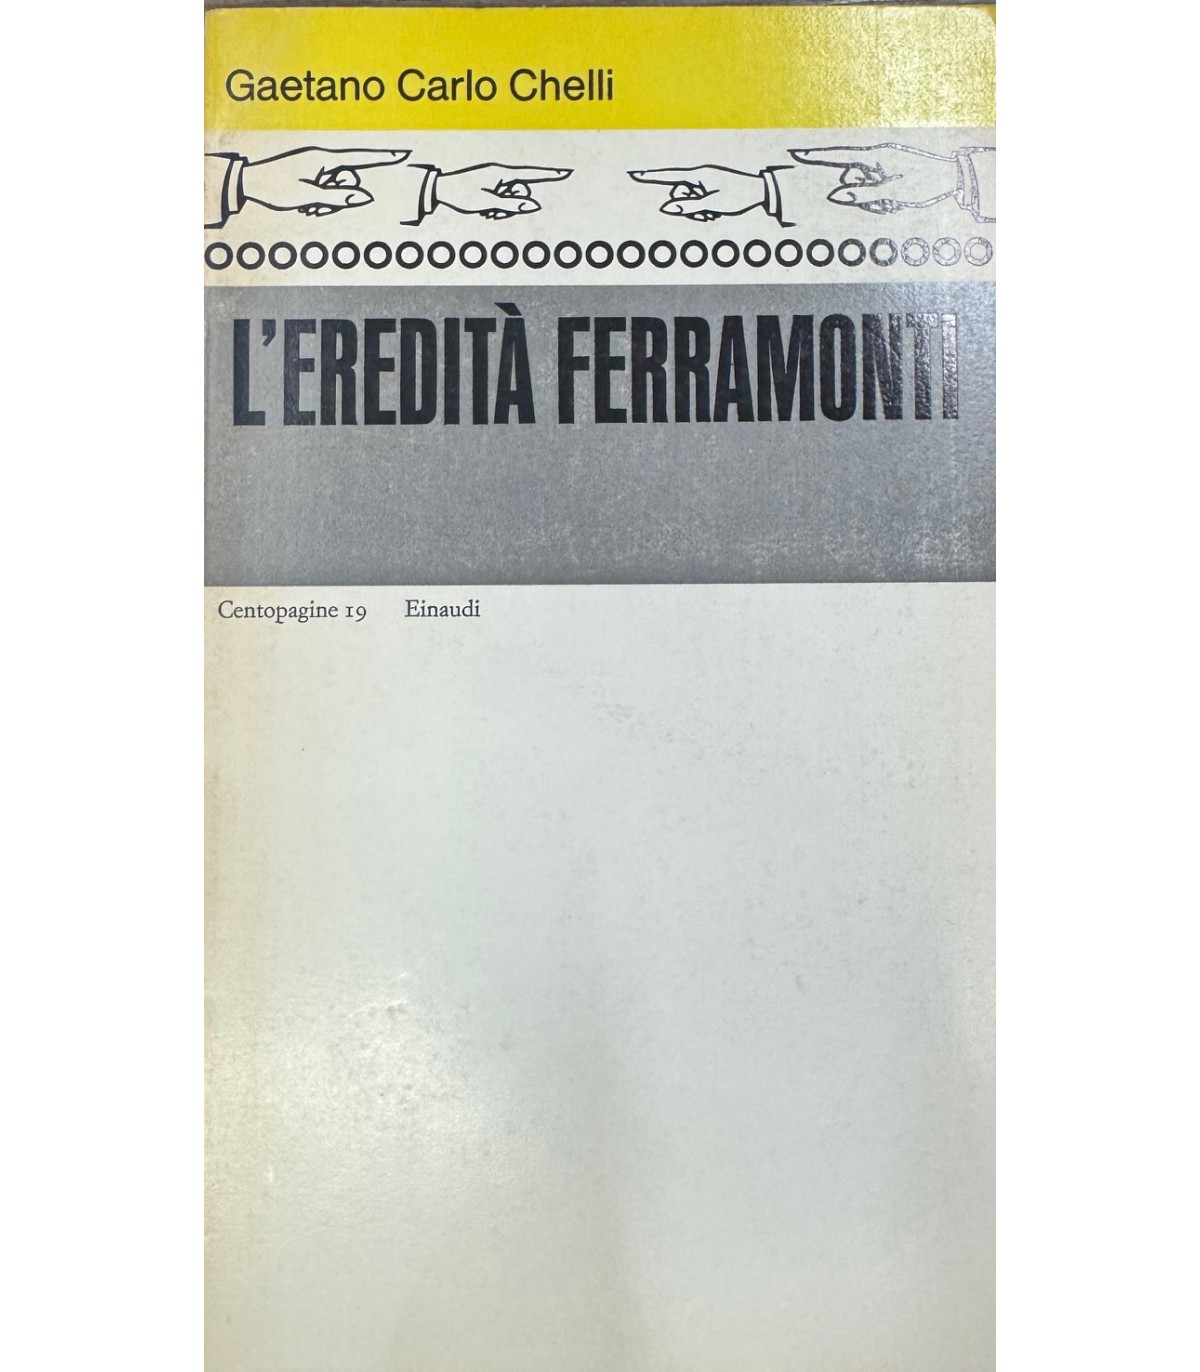 Gaetano Carlo Chelli
L'EREDITÀ FERRAMONTI
Centopagine 19 Einaudi